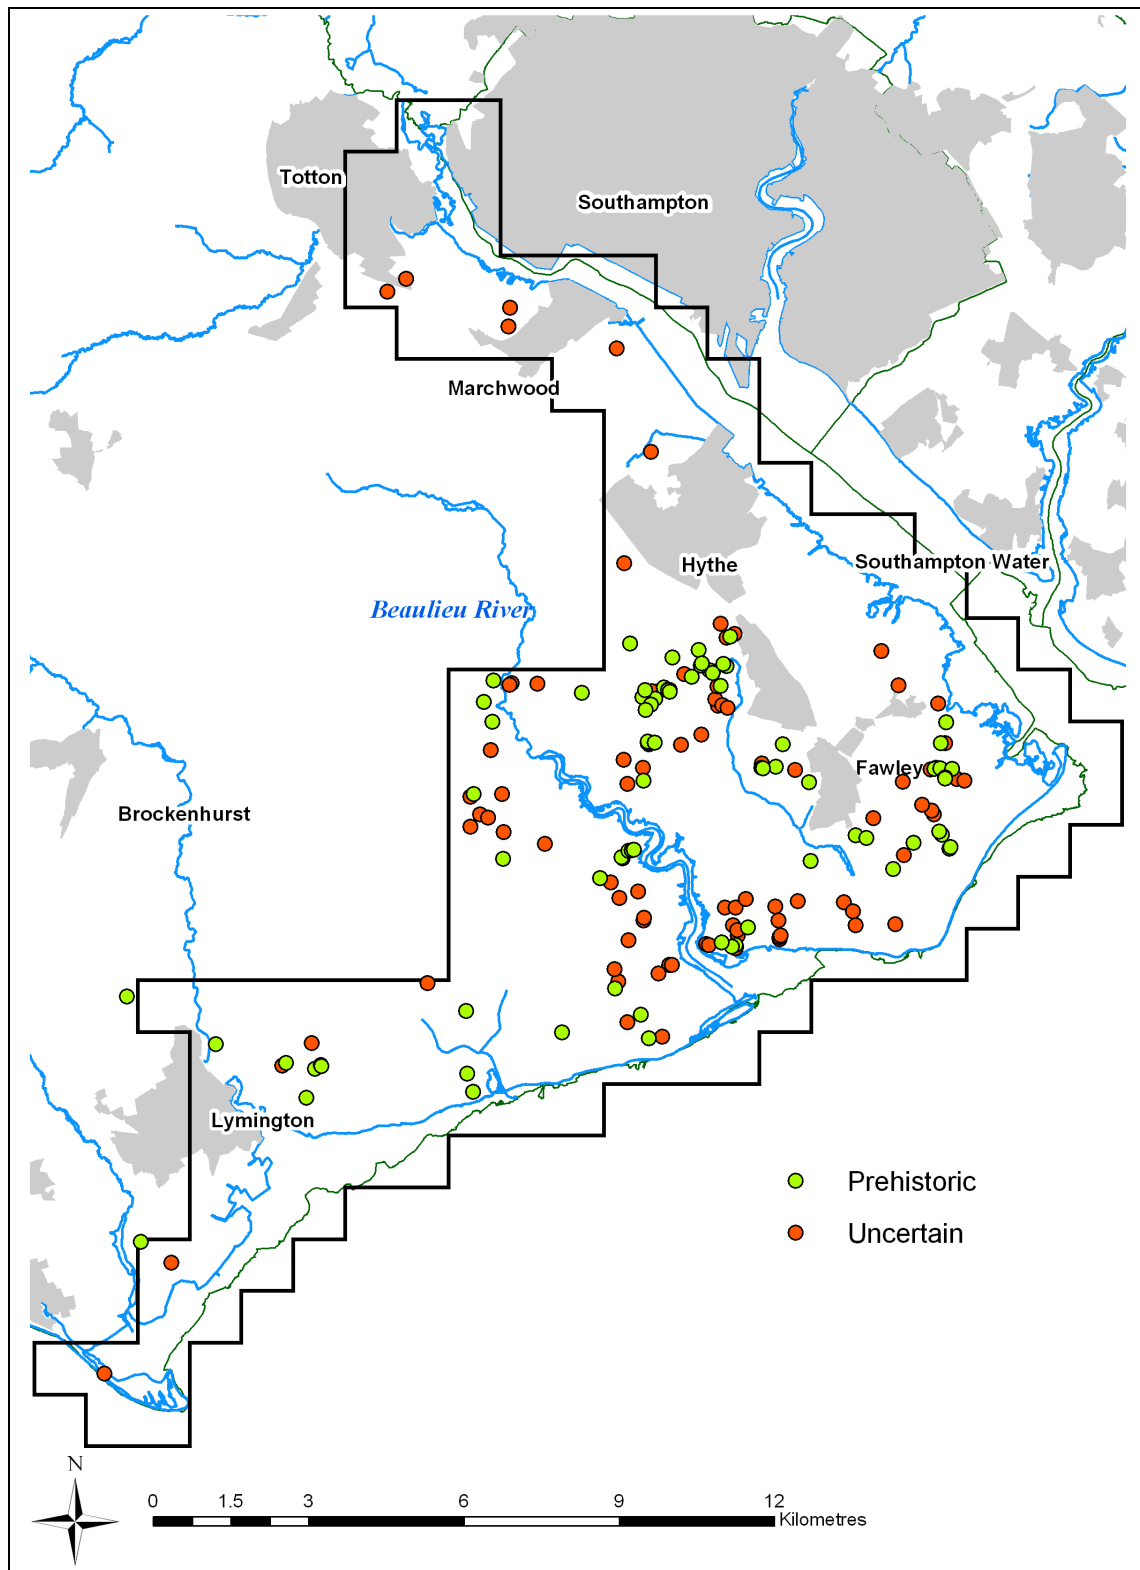 Totton
Southampton
Marchwood
Hythe
Southampton Water
Beaulieu River
Fawley
Brockenhurst
Lymington
Prehistoric
Uncertain
N
0 1.5 3 6 9 12
Kilometres